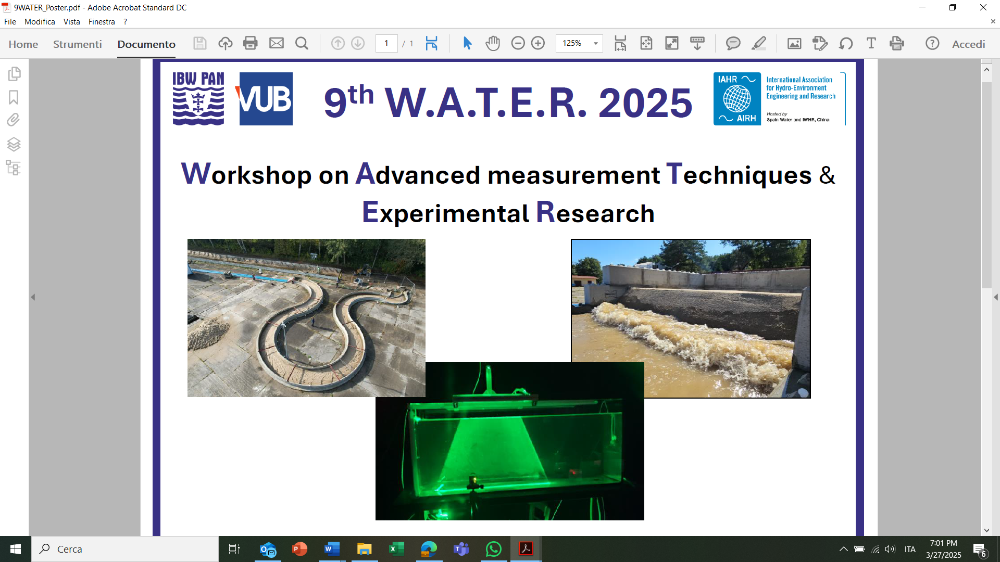 9WATER_Poster.pdf - Adobe Acrobat Standard DC
File Modifica Vista Finestra ?
Home Strumenti Documento 1 / 1 125% Accedi
IBW PAN
VUB
9th W.A.T.E.R. 2025
IAHR
AIRH
International Association
for Hydro-Environment
Engineering and Research
Hosted by
Spain Water and IWHR, China
Workshop on Advanced measurement Techniques &
Experimental Research
Cerca
ITA
7:01 PM
3/27/2025
6